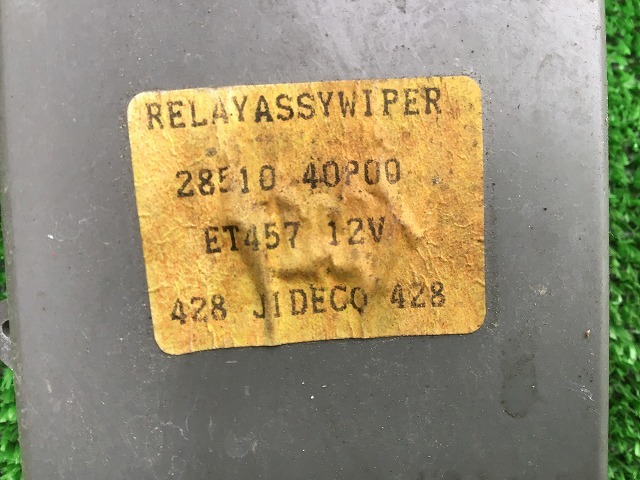 RELAYASSYWIPER
28510 40P00
ET457 12V
428 JIDECO 428